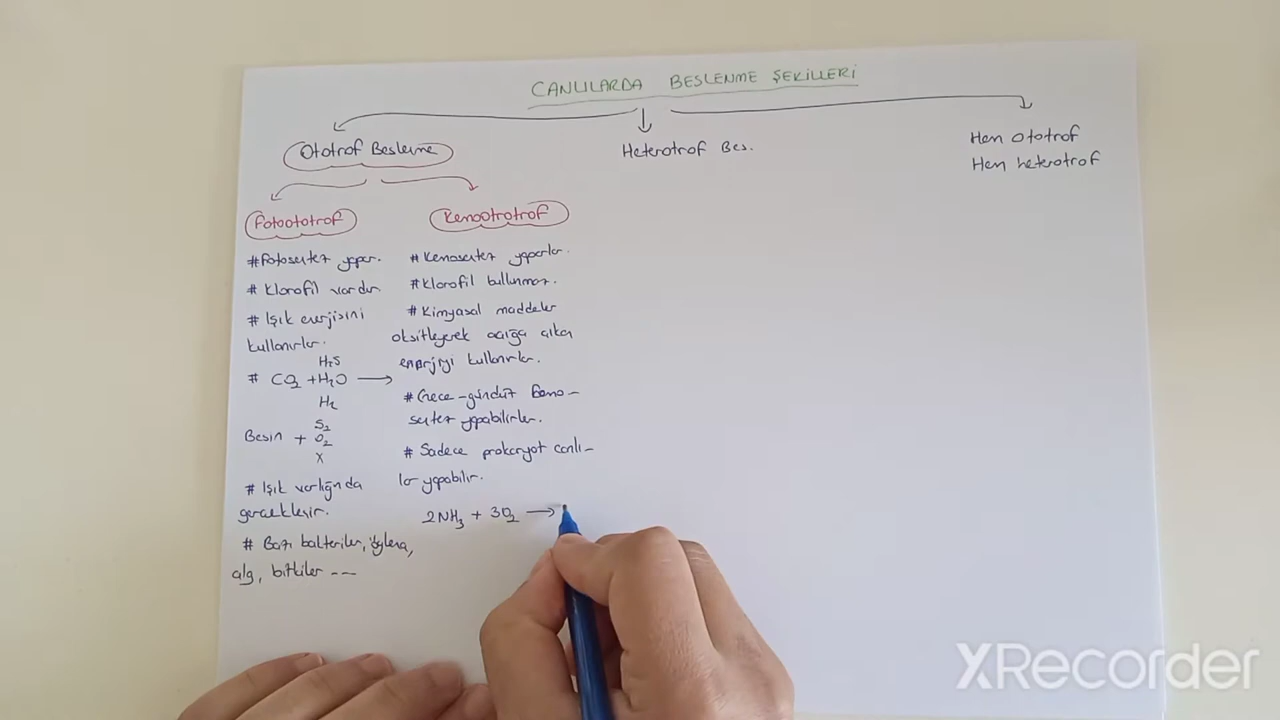 CANLILARDA BESLENME ŞEKİLLERİ
Ototrof Beslenme
Heterotrof Bes.
Hem ototrof
Hem heterotrof
Fotoototrof
#Fotosentez yapar.
# Klorofil vardır
# Işık enerjisini
kullanırlar.
H₂S
# CO₂ + H₂O →
H₂
S₂
Besin + O₂
X
# Işık varlığında
gerçekleşir.
# Bazı bakteriler, öglena,
alg, bitkiler ---
Kemoototrof
# Kemosentez yaparlar.
#Klorofil bulunmaz.
# Kimyasal maddeler
oksitleyerek açığa çıkan
enerjiyi kullanırlar.
# Gece-gündüz kemo-
sentez yapabilirler.
# Sadece prokaryot canlı-
lar yapabilir.
2NH₃ + 3O₂ →
XRecorder